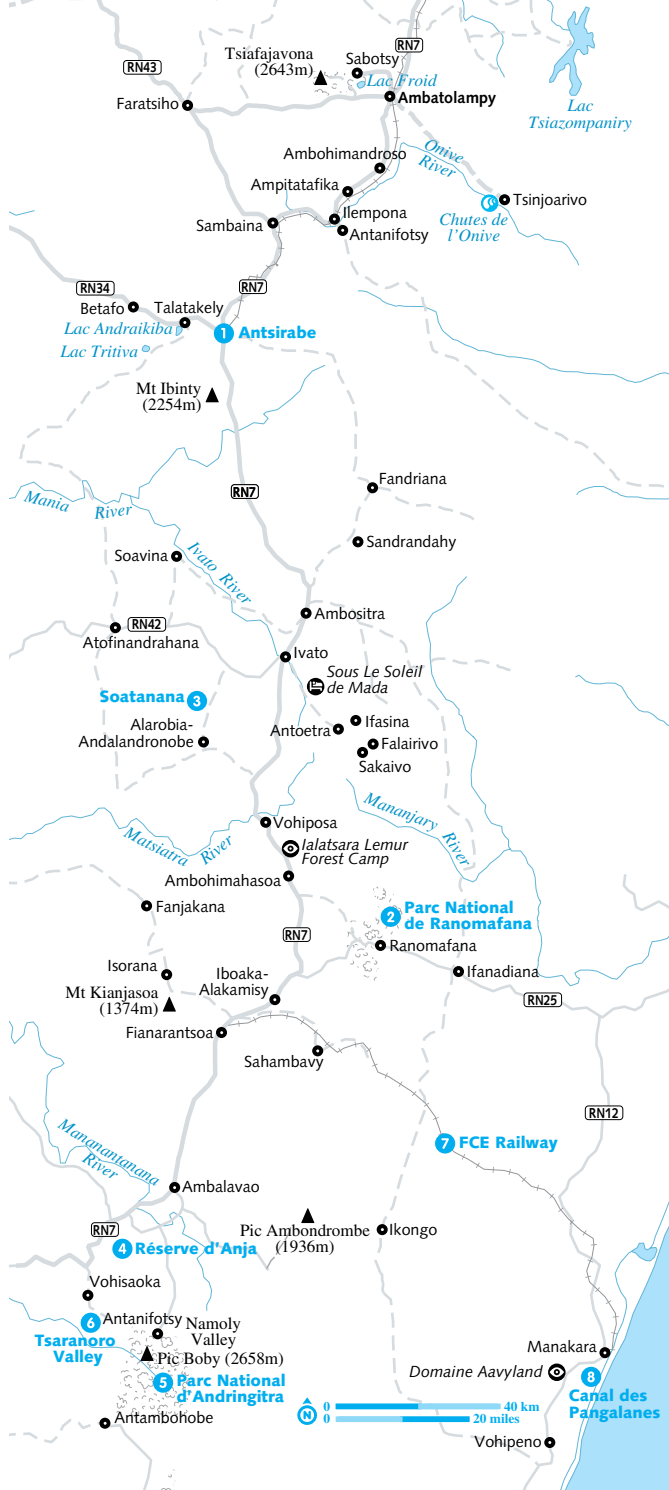 RN7
Tsiafajavona
(2643m)
Sabotsy
RN43
Lac Froid
Ambatolampy
Faratsiho
Lac
Tsiazompaniry
Ambohimandroso
Onive
River
Ampitatafika
Tsinjoarivo
Ilempona
Sambaina
Chutes de
l'Onive
Antanifotsy
RN34
RN7
Betafo
Talatakely
Lac Andraikiba
1 Antsirabe
Lac Tritiva
Mt Ibinty
(2254m)
Fandriana
RN7
Mania
River
Sandrandahy
Soavina
Ivato River
Ambositra
RN42
Atofinandrahana
Ivato
Sous Le Soleil
de Mada
Soatanana 3
Ifasina
Alarobia-
Andalandronobe
Antoetra
Falairivo
Sakaivo
Mananjary
River
Vohiposa
Matsiatra
River
Ialatsara Lemur
Forest Camp
Ambohimahasoa
Fanjakana
2 Parc National
de Ranomafana
RN7
Ranomafana
Isorana
Iboaka-
Alakamisy
Ifanadiana
Mt Kianjasoa
(1374m)
RN25
Fianarantsoa
Sahambavy
RN12
7 FCE Railway
Mananantanana
River
Ambalavao
RN7
Pic Ambondrombe
(1936m)
Ikongo
4 Réserve d'Anja
Vohisaoka
6
Antanifotsy
Namoly
Valley
Tsaranoro
Valley
Pic Boby (2658m)
Manakara
5 Parc National
d'Andringitra
Domaine Aavyland
8
Canal des
Pangalanes
N
0 40 km
0 20 miles
Antambohobe
Vohipeno